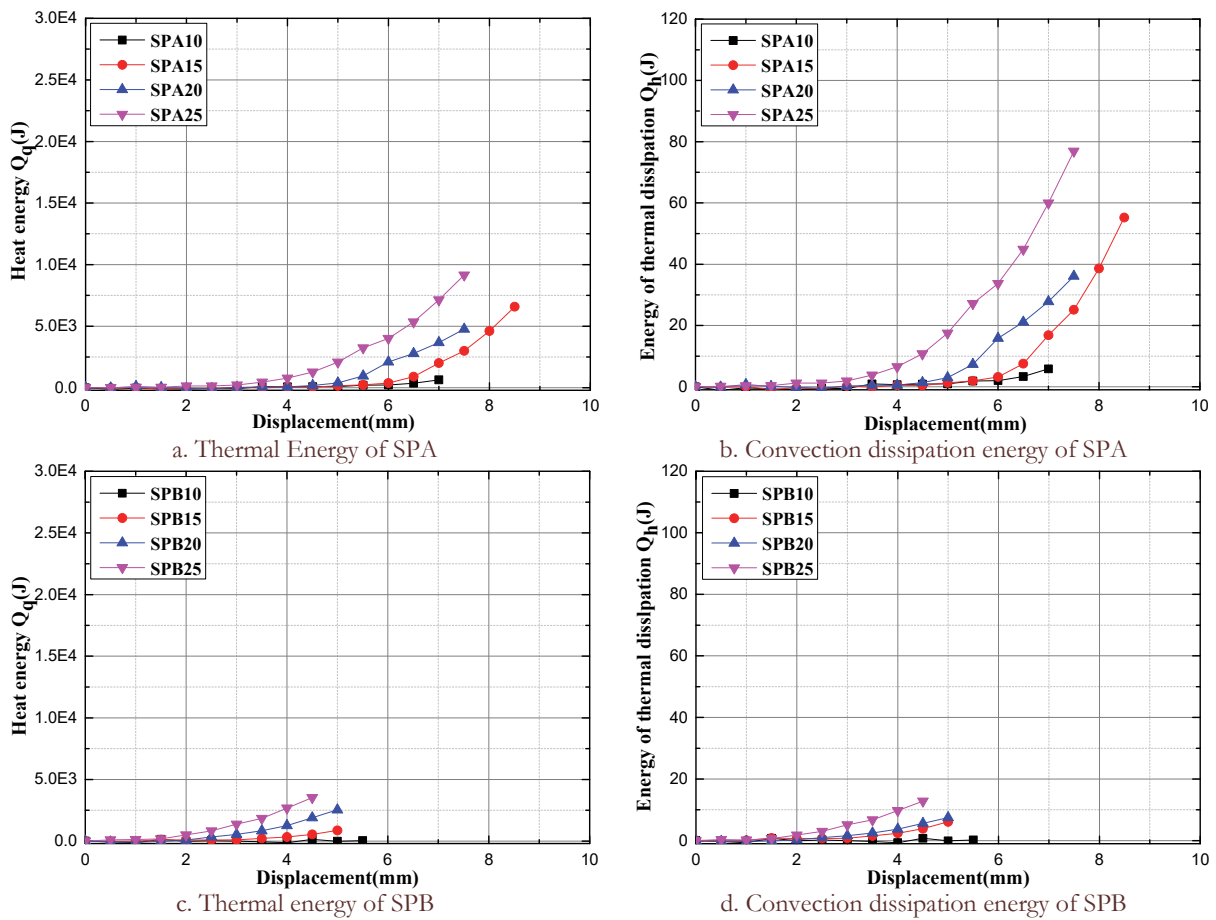 3.0E4
2.5E4
2.0E4
1.5E4
1.0E4
5.0E3
0.0
Heat energy Q_q(J)
SPA10
SPA15
SPA20
SPA25
0 2 4 6 8 10
Displacement(mm)
a. Thermal Energy of SPA
120
100
80
60
40
20
0
Energy of thermal disslpation Q_h(J)
SPA10
SPA15
SPA20
SPA25
0 2 4 6 8 10
Displacement(mm)
b. Convection dissipation energy of SPA
3.0E4
2.5E4
2.0E4
1.5E4
1.0E4
5.0E3
0.0
Heat energy Q_q(J)
SPB10
SPB15
SPB20
SPB25
0 2 4 6 8 10
Displacement(mm)
c. Thermal energy of SPB
120
100
80
60
40
20
0
Energy of thermal disslpation Q_h(J)
SPB10
SPB15
SPB20
SPB25
0 2 4 6 8 10
Displacement(mm)
d. Convection dissipation energy of SPB